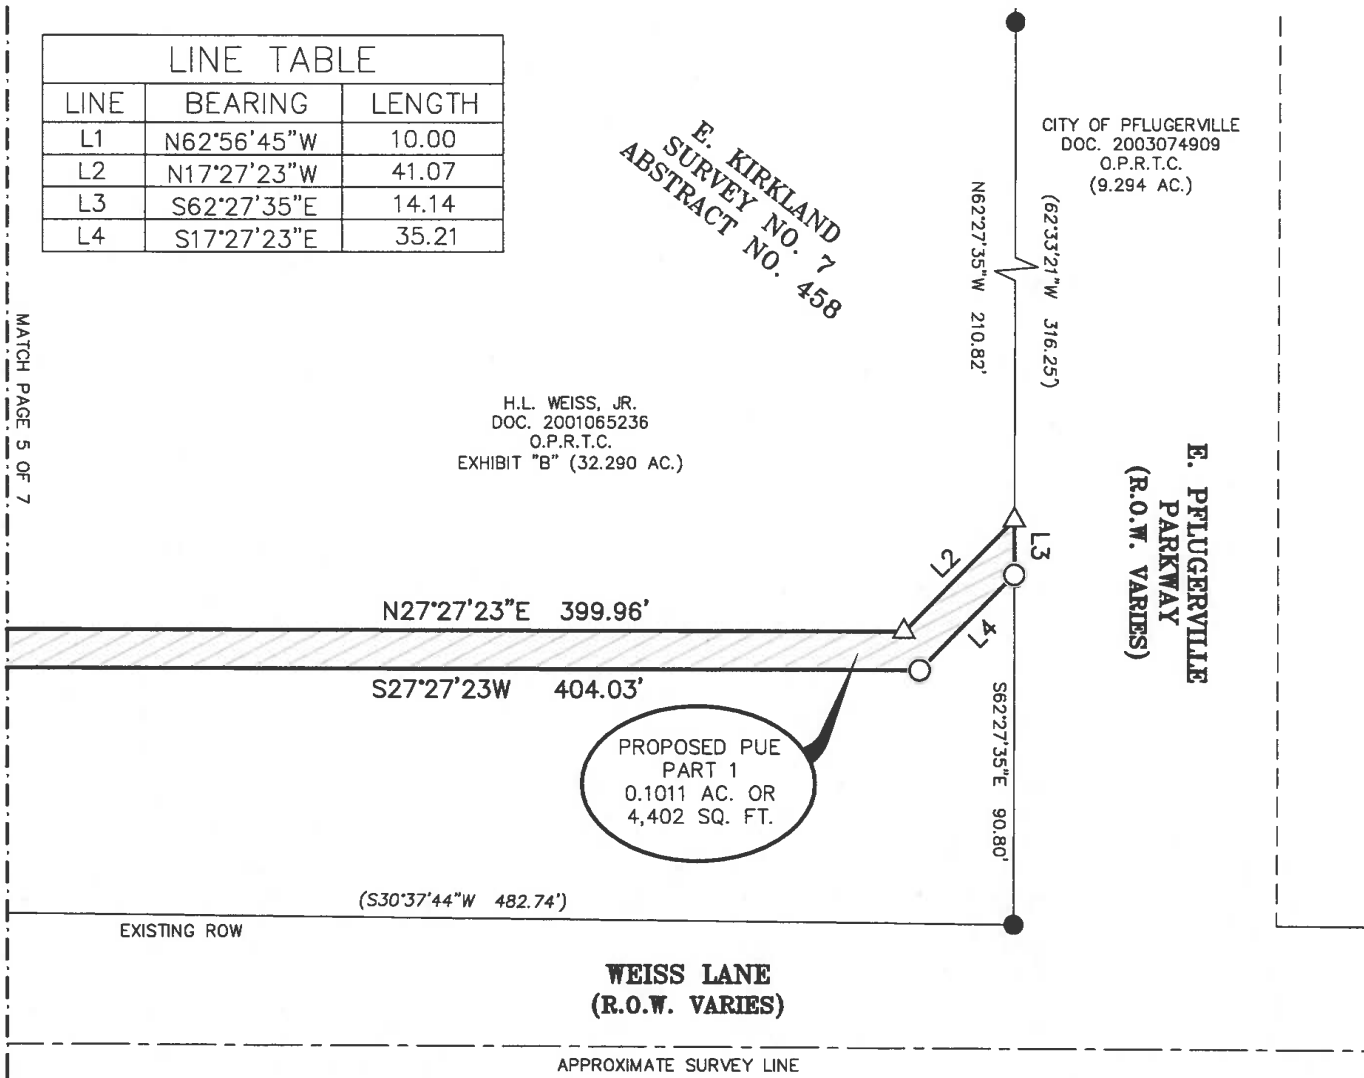 LINE TABLE
LINE BEARING LENGTH
L1 N62°56'45"W 10.00
L2 N17°27'23"W 41.07
L3 S62°27'35"E 14.14
L4 S17°27'23"E 35.21
E. KIRKLAND
SURVEY NO. 7
ABSTRACT NO. 458
CITY OF PFLUGERVILLE
DOC. 2003074909
O.P.R.T.C.
(9.294 AC.)
N62°27'35"W 210.82'
(62°33'21"W 316.25')
MATCH PAGE 5 OF 7
H.L. WEISS, JR.
DOC. 2001065236
O.P.R.T.C.
EXHIBIT "B" (32.290 AC.)
E. PFLUGERVILLE
PARKWAY
(R.O.W. VARIES)
L3
L2
L4
N27°27'23"E 399.96'
S27°27'23W 404.03'
S62°27'35"E 90.80'
PROPOSED PUE
PART 1
0.1011 AC. OR
4,402 SQ. FT.
(S30°37'44"W 482.74')
EXISTING ROW
WEISS LANE
(R.O.W. VARIES)
APPROXIMATE SURVEY LINE